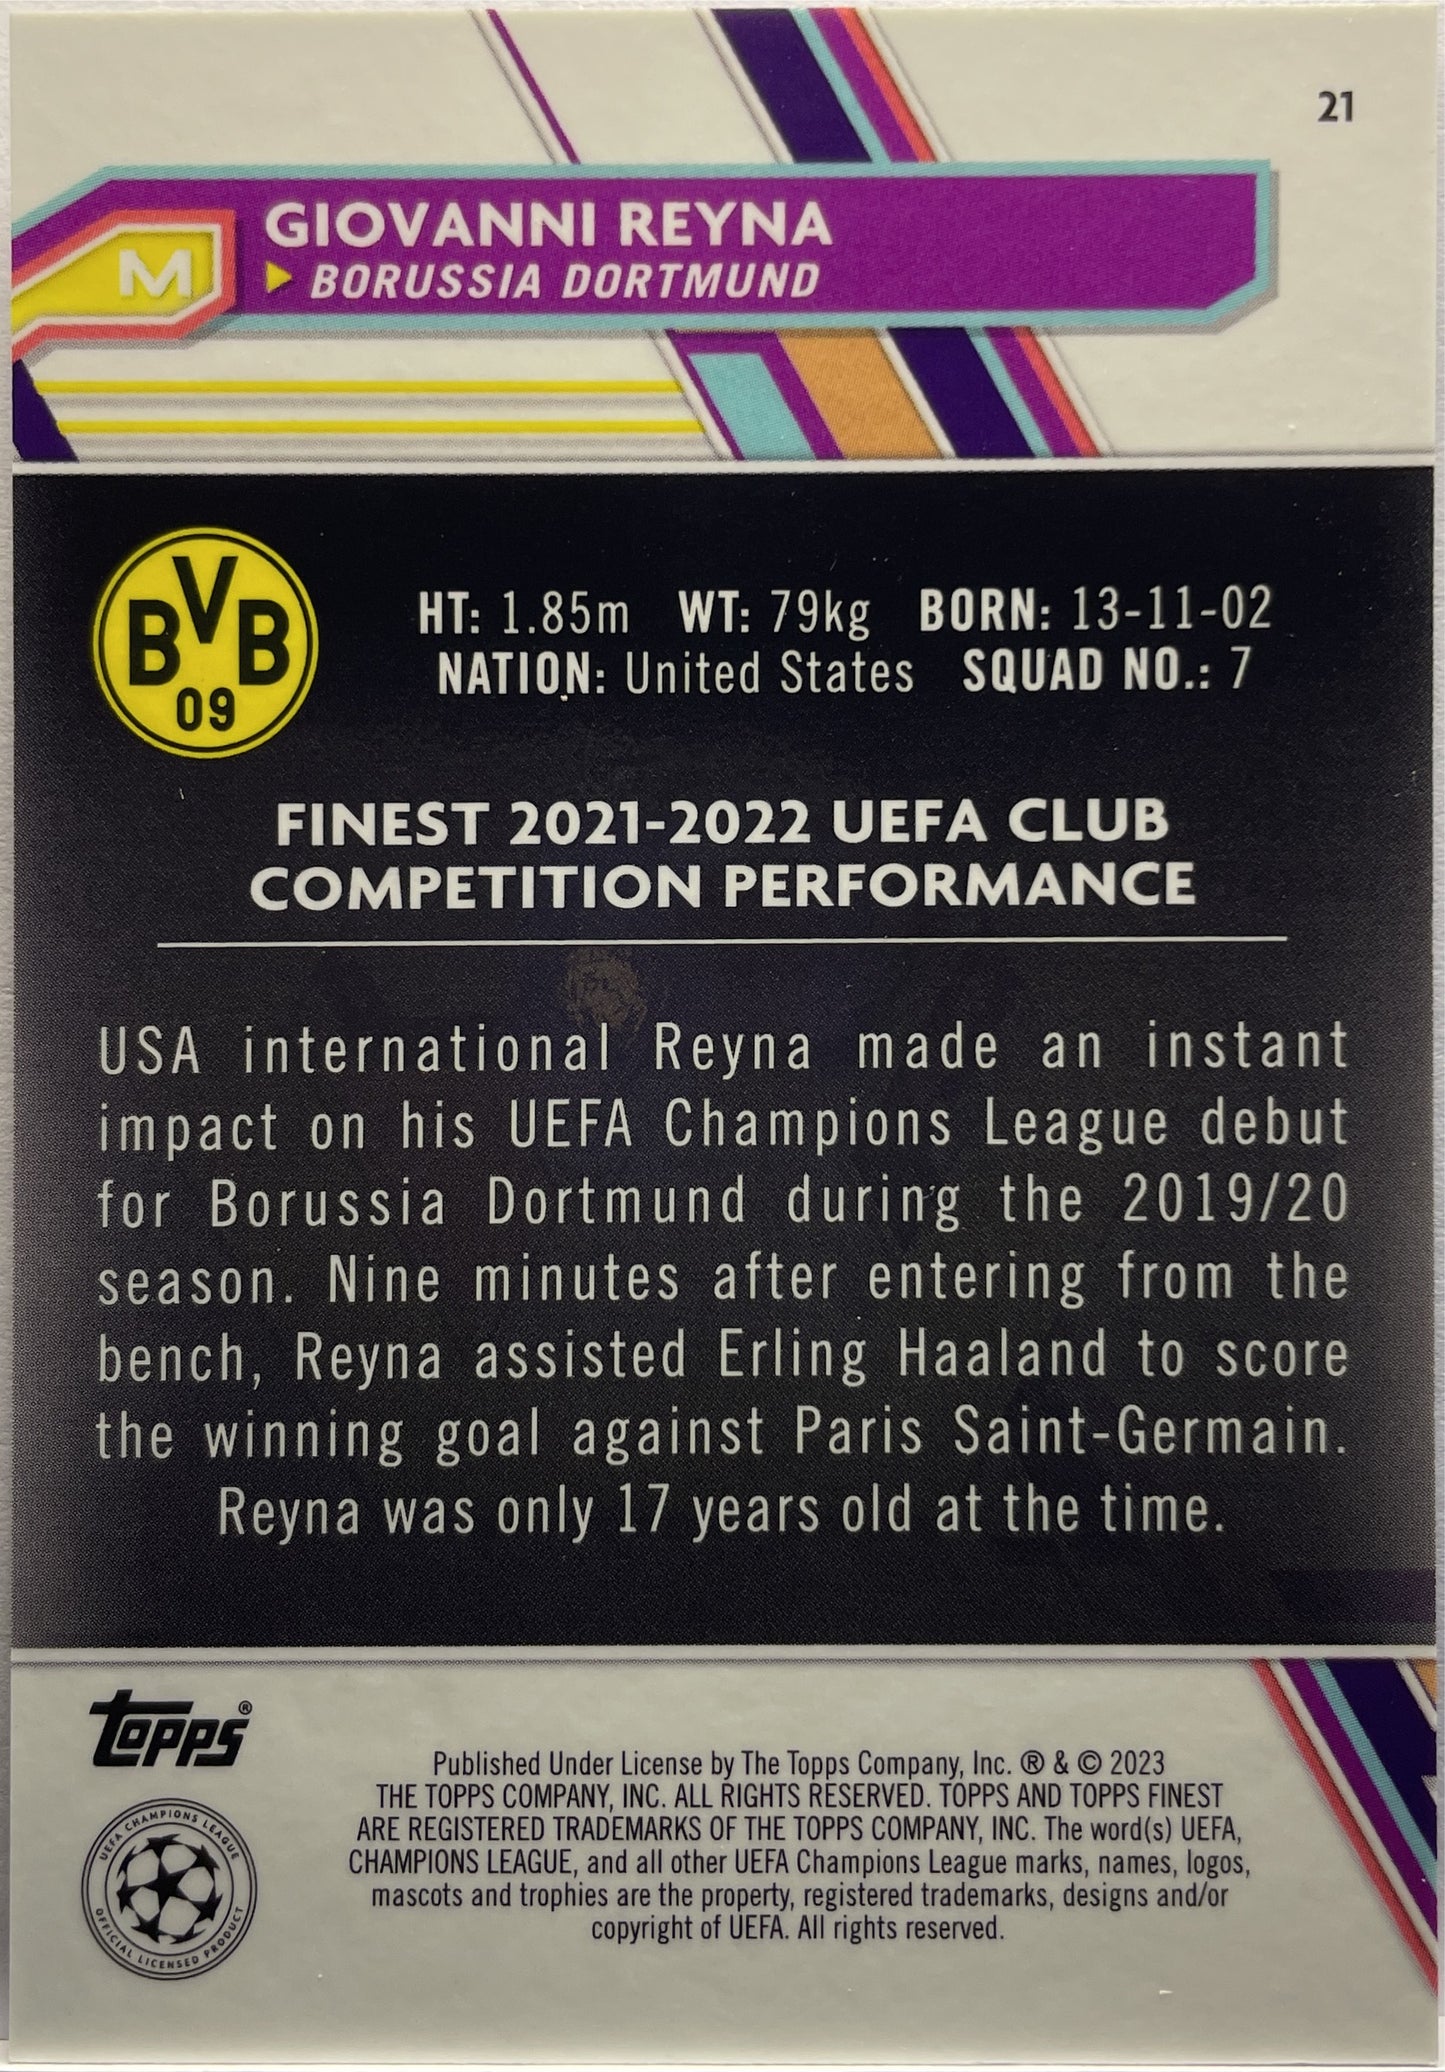 21
GIOVANNI REYNA
M
BORUSSIA DORTMUND
BVB
09
HT: 1.85m WT: 79kg BORN: 13-11-02
NATION: United States SQUAD NO.: 7
FINEST 2021-2022 UEFA CLUB
COMPETITION PERFORMANCE
USA international Reyna made an instant
impact on his UEFA Champions League debut
for Borussia Dortmund during the 2019/20
season. Nine minutes after entering from the
bench, Reyna assisted Erling Haaland to score
the winning goal against Paris Saint-Germain.
Reyna was only 17 years old at the time.
Topps®
UEFA CHAMPIONS LEAGUE
OFFICIAL LICENSED PRODUCT
Published Under License by The Topps Company, Inc. ® & © 2023
THE TOPPS COMPANY, INC. ALL RIGHTS RESERVED. TOPPS AND TOPPS FINEST
ARE REGISTERED TRADEMARKS OF THE TOPPS COMPANY, INC. The word(s) UEFA,
CHAMPIONS LEAGUE, and all other UEFA Champions League marks, names, logos,
mascots and trophies are the property, registered trademarks, designs and/or
copyright of UEFA. All rights reserved.